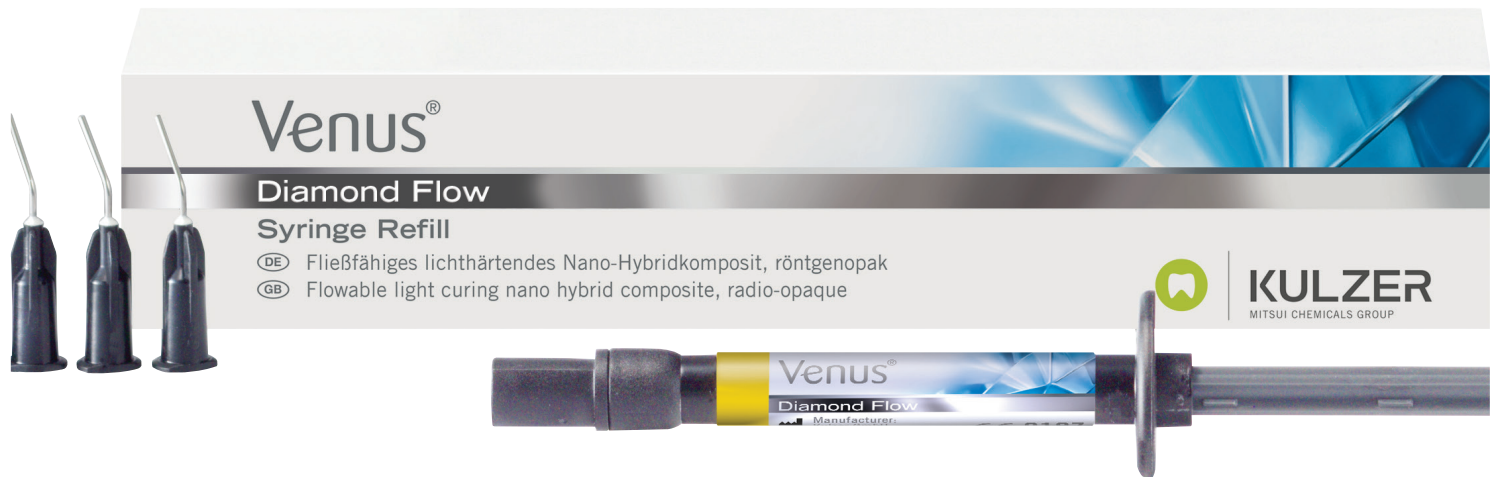 Venus®
Diamond Flow
Syringe Refill
DE Fließfähiges lichthärtendes Nano-Hybridkomposit, röntgenopak
GB Flowable light curing nano hybrid composite, radio-opaque
KULZER
MITSUI CHEMICALS GROUP
Venus®
Diamond Flow
Manufacturer: